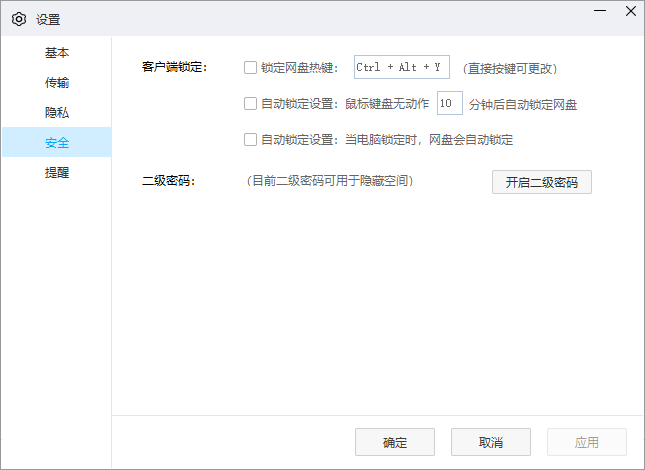 设置
基本
传输
隐私
安全
提醒
客户端锁定：
锁定网盘热键： Ctrl + Alt + Y （直接按键可更改）
自动锁定设置：鼠标键盘无动作 10 分钟后自动锁定网盘
自动锁定设置：当电脑锁定时，网盘会自动锁定
二级密码： （目前二级密码可用于隐藏空间） 开启二级密码
确定 取消 应用